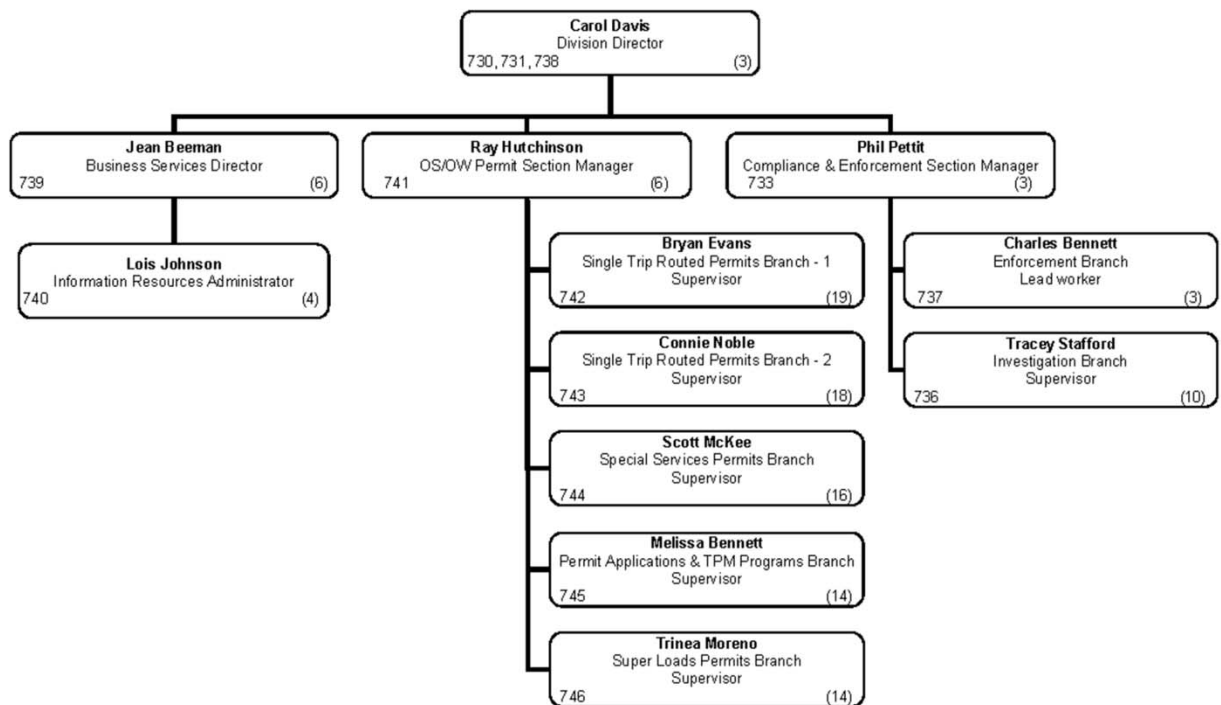 Carol Davis
Division Director
730, 731, 738 (3)
Jean Beeman
Business Services Director
739 (6)
Ray Hutchinson
OS/OW Permit Section Manager
741 (6)
Phil Pettit
Compliance & Enforcement Section Manager
733 (3)
Lois Johnson
Information Resources Administrator
740 (4)
Bryan Evans
Single Trip Routed Permits Branch - 1
Supervisor
742 (19)
Connie Noble
Single Trip Routed Permits Branch - 2
Supervisor
743 (18)
Scott McKee
Special Services Permits Branch
Supervisor
744 (16)
Melissa Bennett
Permit Applications & TPM Programs Branch
Supervisor
745 (14)
Trinea Moreno
Super Loads Permits Branch
Supervisor
746 (14)
Charles Bennett
Enforcement Branch
Lead worker
737 (3)
Tracey Stafford
Investigation Branch
Supervisor
736 (10)